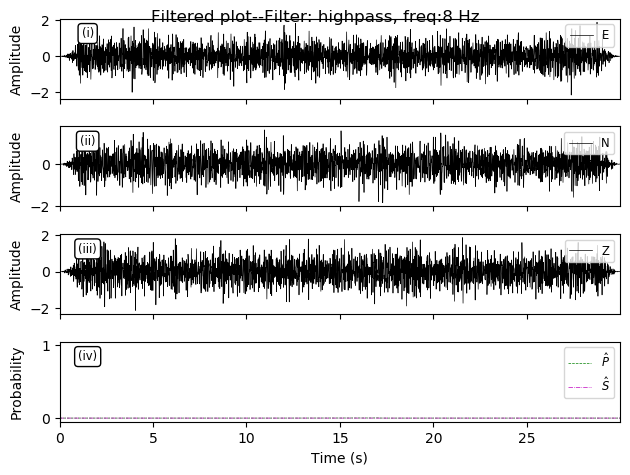 Filtered plot--Filter: highpass, freq:8 Hz
2
0
−2
Amplitude
(i)
E
0
−2
Amplitude
(ii)
N
2
0
−2
Amplitude
(iii)
Z
1
0
Probability
(iv)
P̂
Ŝ
0 5 10 15 20 25
Time (s)